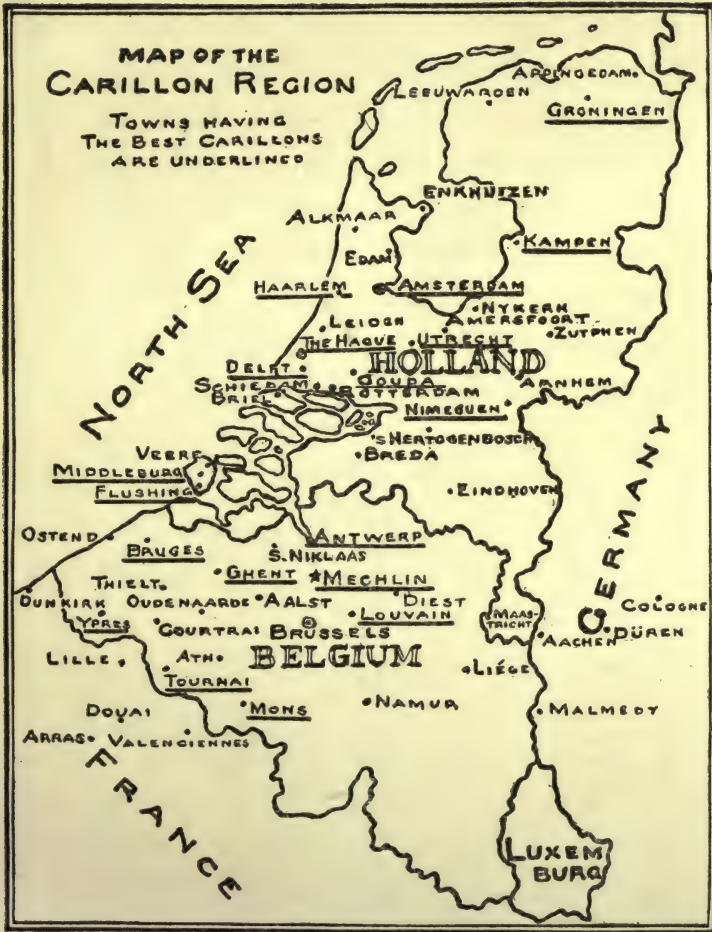 MAP OF THE
CARILLON REGION
TOWNS HAVING
THE BEST CARILLONS
ARE UNDERLINED
APPINGEDAM
LEEUWARDEN
GRONINGEN
ENKHUIZEN
ALKMAAR
KAMPEN
EDAM
NORTH SEA
HAARLEM
AMSTERDAM
NYKERK
LEIDEN
AMERSFOORT
ZUTPHEN
THE HAGUE
UTRECHT
HOLLAND
DELFT
GOUDA
ARNHEM
SCHIEDAM
ROTTERDAM
BRIEL
NIMEGUEN
'S HERTOGENBOSCH
VEERE
BREDA
MIDDLEBURG
FLUSHING
EINDHOVEN
GERMANY
OSTEND
ANTWERP
BRUGES
S. NIKLAAS
GHENT
MECHLIN
THIELT
DUNKIRK
OUDENAARDE
AALST
DIEST
COLOGNE
YPRES
LOUVAIN
MAAS-
TRICHT
COURTRAI
BRUSSELS
AACHEN
DÜREN
LILLE
ATH
BELGIUM
LIÉGE
TOURNAI
DOUAI
MONS
NAMUR
MALMEDY
ARRAS
VALENCIENNES
FRANCE
LUXEM
BURG